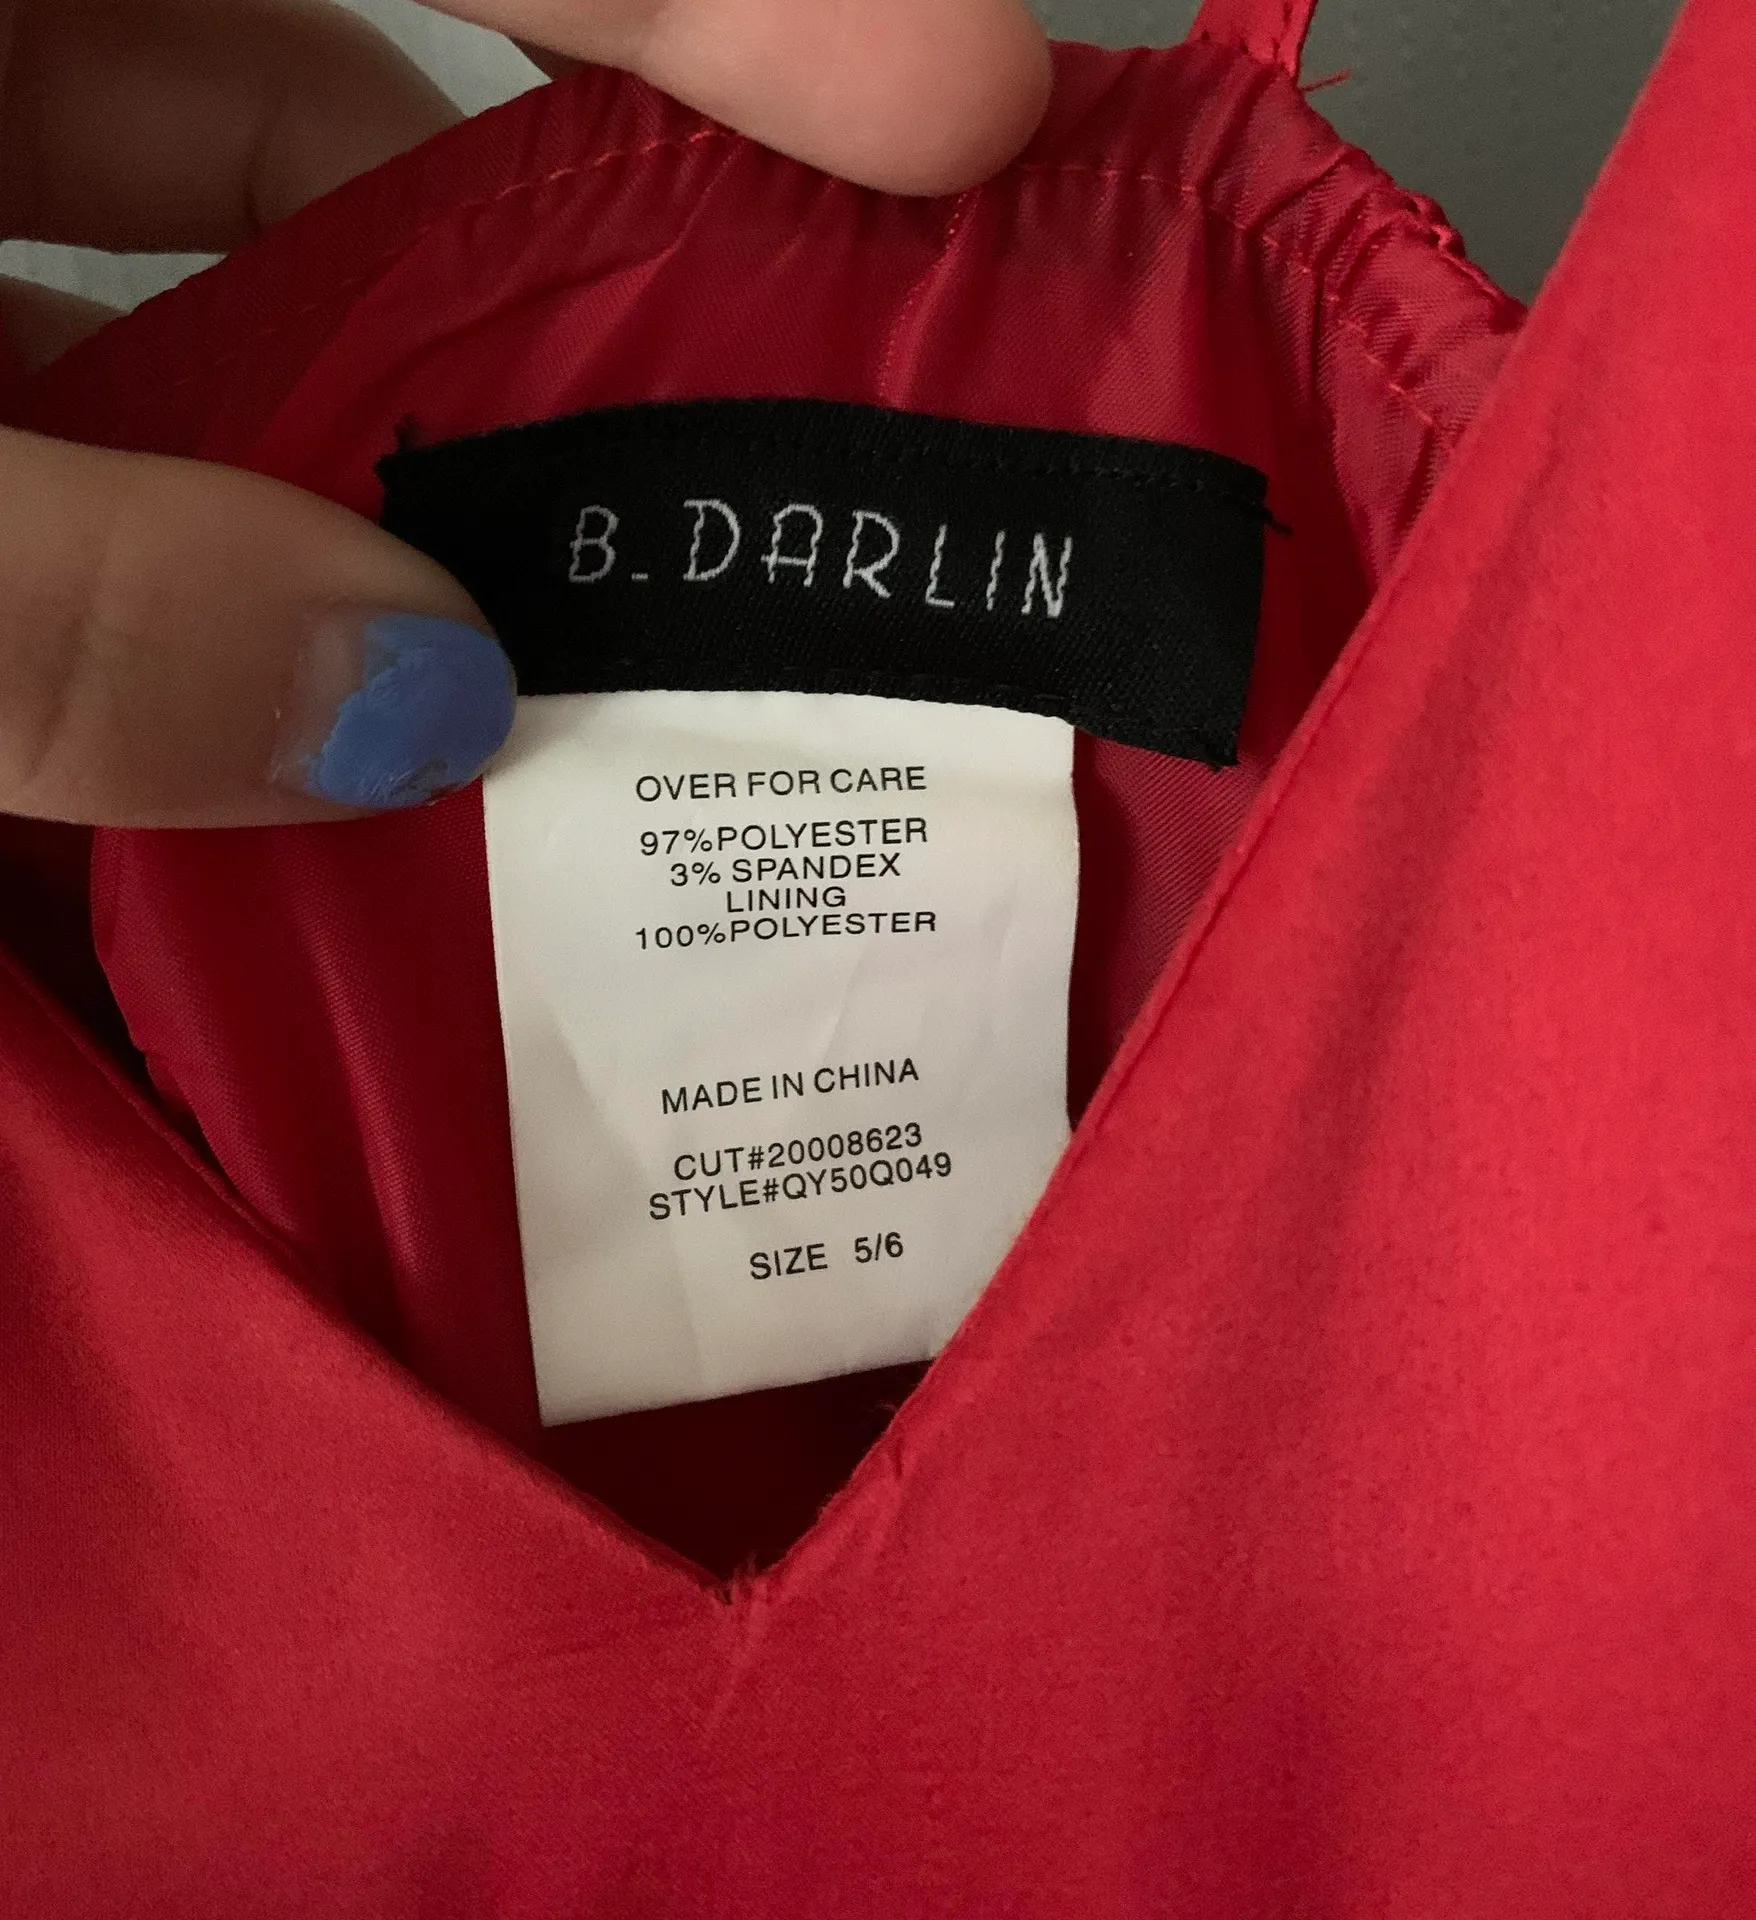 B. DARLIN
OVER FOR CARE
97%POLYESTER
3% SPANDEX
LINING
100%POLYESTER
MADE IN CHINA
CUT#20008623
STYLE#QY50Q049
SIZE 5/6